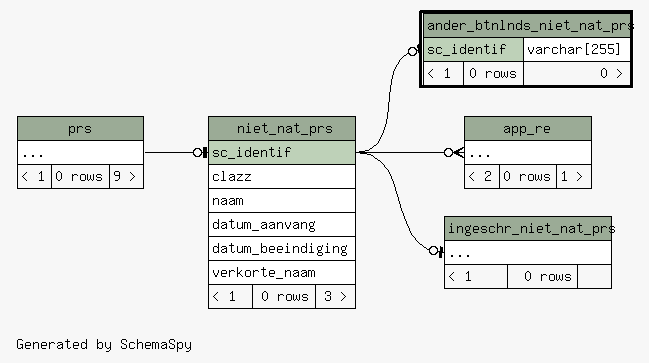 ander_btnlnds_niet_nat_prs
sc_identif varchar[255]
< 1 0 rows 0 >
prs
...
< 1 0 rows 9 >
niet_nat_prs
sc_identif
clazz
naam
datum_aanvang
datum_beeindiging
verkorte_naam
< 1 0 rows 3 >
app_re
...
< 2 0 rows 1 >
ingeschr_niet_nat_prs
...
< 1 0 rows
Generated by SchemaSpy